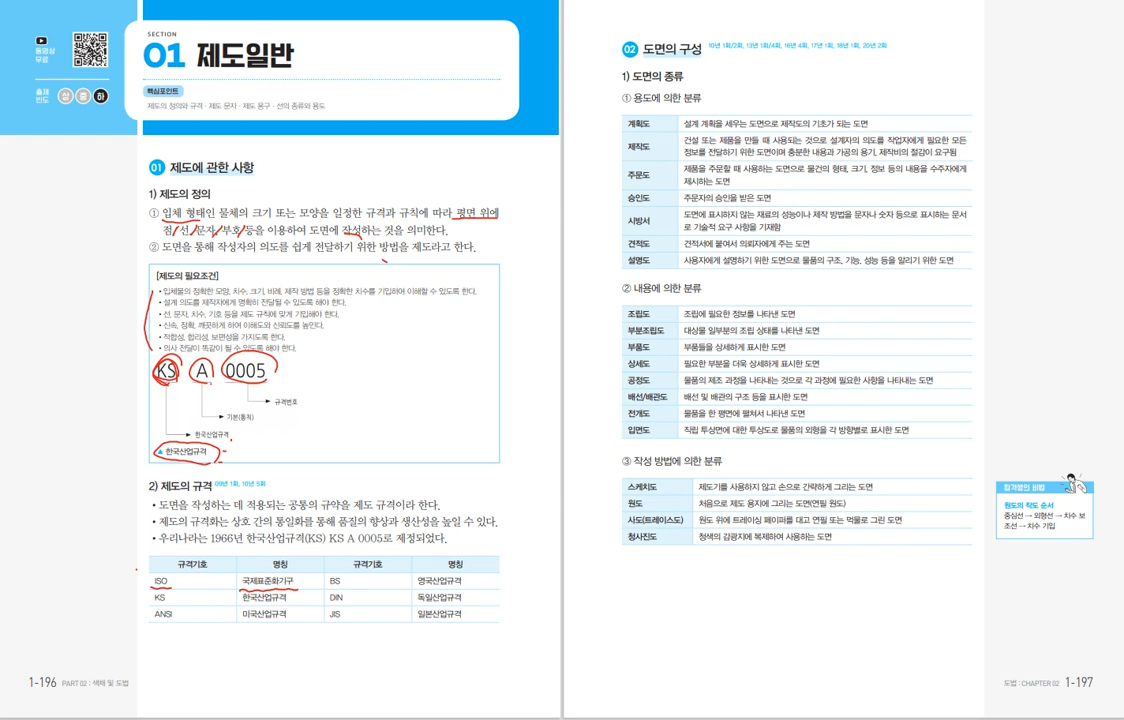 동영상
무료
출제
빈도
상 중 하
SECTION
01 제도일반
핵심포인트
제도의 정의와 규격 · 제도 문자 · 제도 용구 · 선의 종류와 용도
01 제도에 관한 사항
1) 제도의 정의
① 입체 형태인 물체의 크기 또는 모양을 일정한 규격과 규칙에 따라 평면 위에
점, 선, 문자, 부호 등을 이용하여 도면에 작성하는 것을 의미한다.
② 도면을 통해 작성자의 의도를 쉽게 전달하기 위한 방법을 제도라고 한다.
[제도의 필요조건]
• 입체물의 정확한 모양, 치수, 크기, 비례, 제작 방법 등을 정확한 치수를 기입하여 이해할 수 있도록 한다.
• 설계 의도를 제작자에게 명확히 전달될 수 있도록 해야 한다.
• 선, 문자, 치수, 기호 등을 제도 규칙에 맞게 기입해야 한다.
• 신속, 정확, 깨끗하게 하여 이해도와 신뢰도를 높인다.
• 적합성, 합리성, 보편성을 가지도록 한다.
• 의사 전달이 똑같이 될 수 있도록 해야 한다.
KS A 0005
규격번호
기본(통칙)
한국산업규격
▲ 한국산업규격
2) 제도의 규격 09년 1회, 10년 5회
• 도면을 작성하는 데 적용되는 공통의 규약을 제도 규격이라 한다.
• 제도의 규격화는 상호 간의 통일화를 통해 품질의 향상과 생산성을 높일 수 있다.
• 우리나라는 1966년 한국산업규격(KS) KS A 0005로 제정되었다.
규격기호 명칭 규격기호 명칭
ISO 국제표준화기구 BS 영국산업규격
KS 한국산업규격 DIN 독일산업규격
ANSI 미국산업규격 JIS 일본산업규격
1-196 PART 02 : 색채 및 도법
02 도면의 구성 10년 1회/2회, 13년 1회/4회, 16년 4회, 17년 1회, 18년 1회, 20년 2회
1) 도면의 종류
① 용도에 의한 분류
계획도 설계 계획을 세우는 도면으로 제작도의 기초가 되는 도면
제작도 건설 또는 제품을 만들 때 사용되는 것으로 설계자의 의도를 작업자에게 필요한 모든
정보를 전달하기 위한 도면이며 충분한 내용과 가공의 용기, 제작비의 절감이 요구됨
주문도 제품을 주문할 때 사용하는 도면으로 물건의 형태, 크기, 정보 등의 내용을 수주자에게
제시하는 도면
승인도 주문자의 승인을 받은 도면
시방서 도면에 표시하지 않는 재료의 성능이나 제작 방법을 문자나 숫자 등으로 표시하는 문서
로 기술적 요구 사항을 기재함
견적도 견적서에 붙여서 의뢰자에게 주는 도면
설명도 사용자에게 설명하기 위한 도면으로 물품의 구조, 기능, 성능 등을 알리기 위한 도면
② 내용에 의한 분류
조립도 조립에 필요한 정보를 나타낸 도면
부분조립도 대상물 일부분의 조립 상태를 나타낸 도면
부품도 부품들을 상세하게 표시한 도면
상세도 필요한 부분을 더욱 상세하게 표시한 도면
공정도 물품의 제조 과정을 나타내는 것으로 각 과정에 필요한 사항을 나타내는 도면
배선/배관도 배선 및 배관의 구조 등을 표시한 도면
전개도 물품을 한 평면에 펼쳐서 나타낸 도면
입면도 직립 투상면에 대한 투상도로 물품의 외형을 각 방향별로 표시한 도면
③ 작성 방법에 의한 분류
스케치도 제도기를 사용하지 않고 손으로 간략하게 그리는 도면
원도 처음으로 제도 용지에 그리는 도면(연필 원도)
사도(트레이스도) 원도 위에 트레이싱 페이퍼를 대고 연필 또는 먹물로 그린 도면
청사진도 청색의 감광지에 복제하여 사용하는 도면
합격생의 비법
원도의 작도 순서
중심선 → 외형선 → 치수 보
조선 → 치수 기입
도법 : CHAPTER 02 1-197